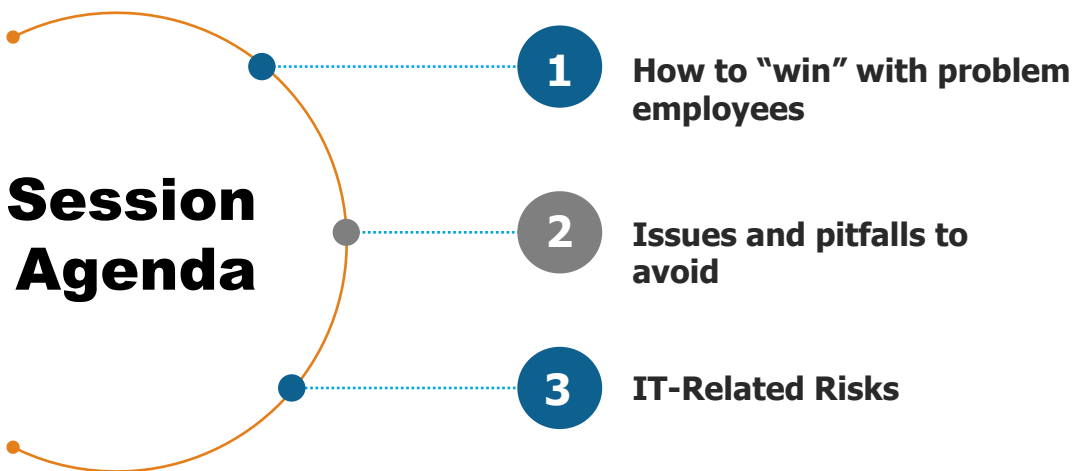 Session
Agenda
1
How to “win” with problem
employees
2
Issues and pitfalls to
avoid
3
IT-Related Risks